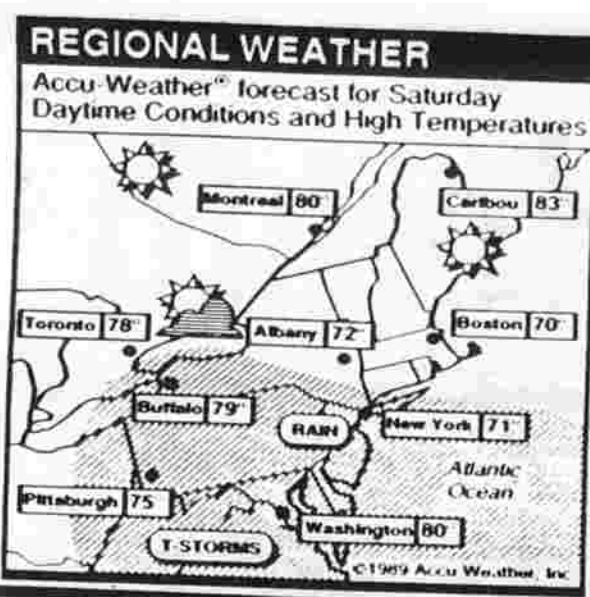 REGIONAL WEATHER
Accu-Weather® forecast for Saturday
Daytime Conditions and High Temperatures
Montreal 80°
Caribou 83°
Toronto 78°
Albany 72°
Boston 70°
Buffalo 79°
RAIN
New York 71°
Atlantic
Ocean
Pittsburgh 75
Washington 80
T-STORMS
©1989 Accu Weather, Inc